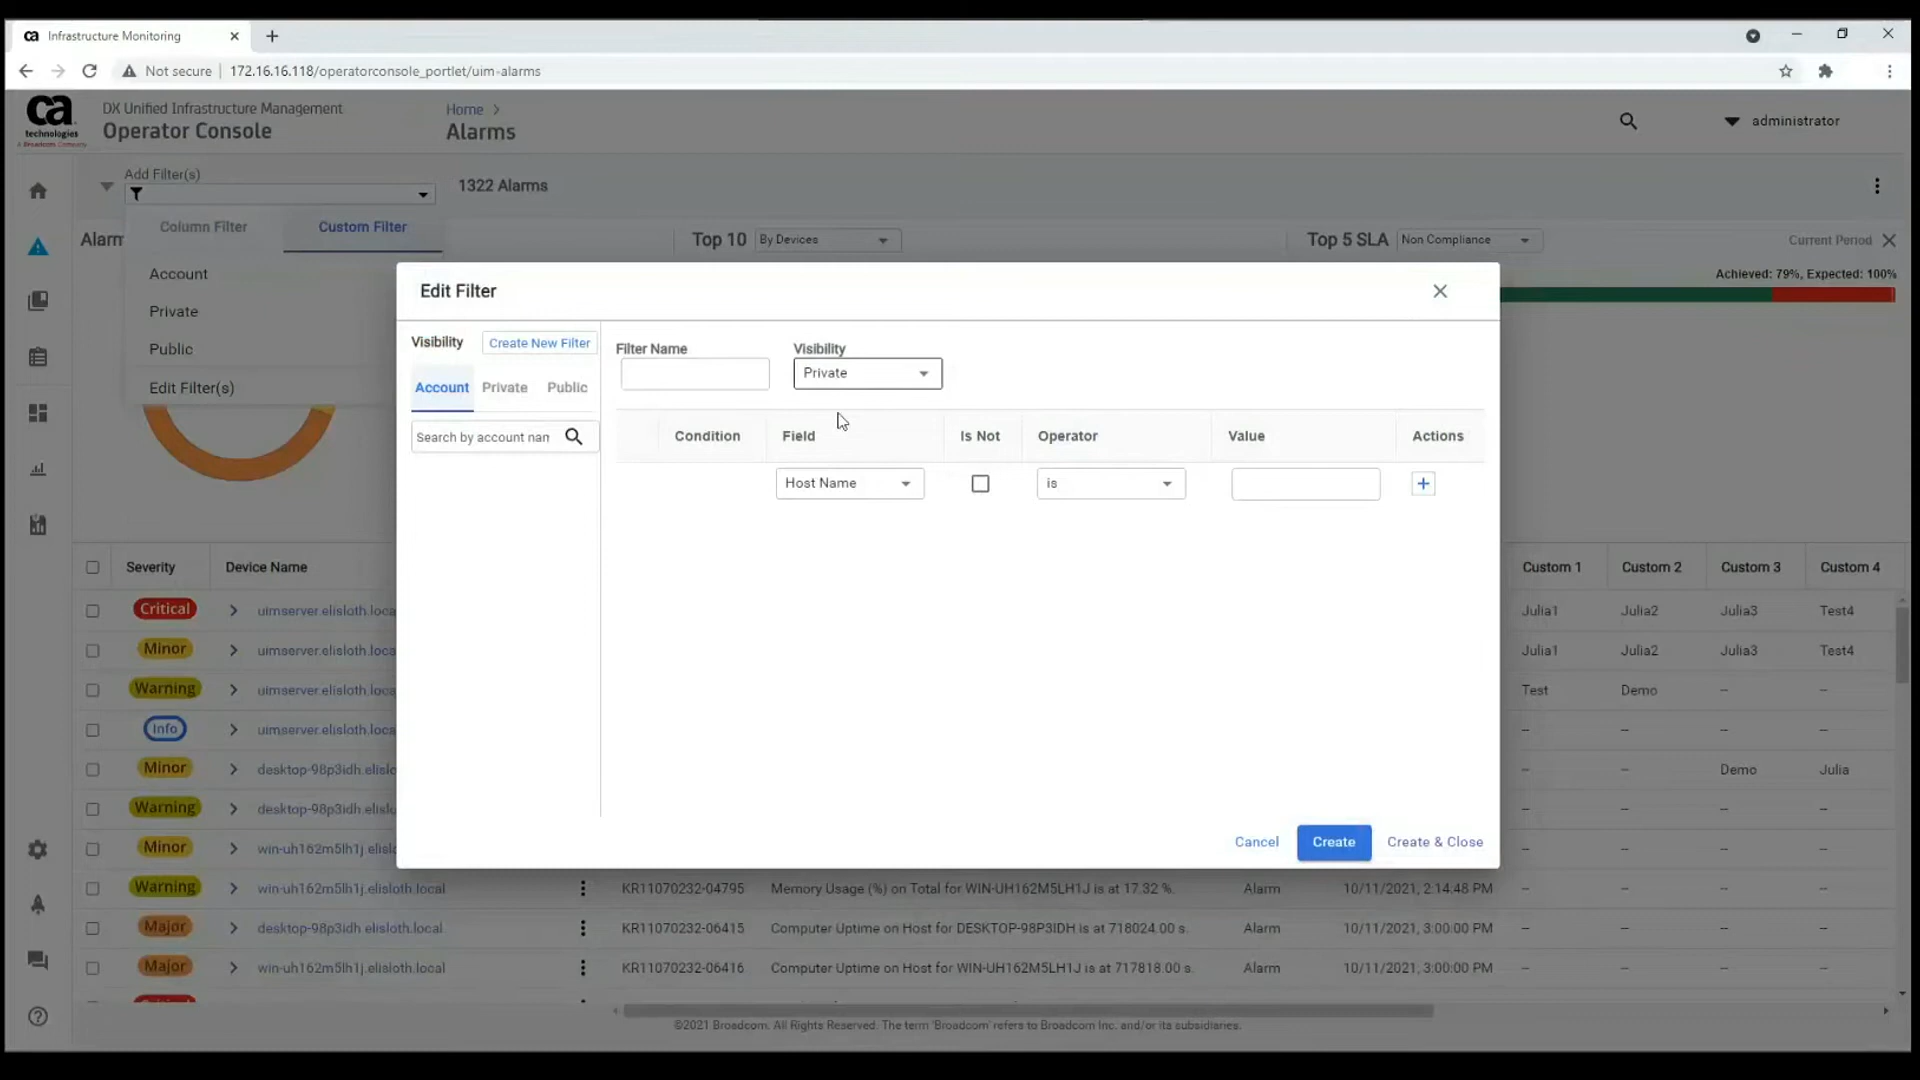 ca Infrastructure Monitoring
Not secure 172.16.16.118/operatorconsole_portlet/uim-alarms
ca technologies
A Broadcom Company
DX Unified Infrastructure Management
Operator Console
Home >
Alarms
administrator
Add Filter(s)
1322 Alarms
Column Filter Custom Filter
Account
Private
Public
Edit Filter(s)
Top 10 By Devices
Top 5 SLA Non Compliance
Current Period
Achieved: 79%, Expected: 100%
Edit Filter
Visibility Create New Filter
Account Private Public
Search by account nam
Filter Name
Visibility
Private
Condition Field Is Not Operator Value Actions
Host Name is
Cancel Create Create & Close
Severity Device Name Custom 1 Custom 2 Custom 3 Custom 4
Critical uimserver.elisloth.loca Julia1 Julia2 Julia3 Test4
Minor uimserver.elisloth.loca Julia1 Julia2 Julia3 Test4
Warning uimserver.elisloth.loca Test Demo -- --
Info uimserver.elisloth.loca -- -- -- --
Minor desktop-98p3idh.elislo -- -- Demo Julia
Warning desktop-98p3idh.elislo -- -- -- --
Minor win-uh162m5lh1j.elislo -- -- -- --
Warning win-uh162m5lh1j.elisloth.local KR11070232-04795 Memory Usage (%) on Total for WIN-UH162M5LH1J is at 17.32 %. Alarm 10/11/2021, 2:14:48 PM -- -- -- --
Major desktop-98p3idh.elisloth.local KR11070232-06415 Computer Uptime on Host for DESKTOP-98P3IDH is at 718024.00 s. Alarm 10/11/2021, 3:00:00 PM -- -- -- --
Major win-uh162m5lh1j.elisloth.local KR11070232-06416 Computer Uptime on Host for WIN-UH162M5LH1J is at 717818.00 s. Alarm 10/11/2021, 3:00:00 PM -- -- -- --
©2021 Broadcom. All Rights Reserved. The term 'Broadcom' refers to Broadcom Inc. and/or its subsidiaries.